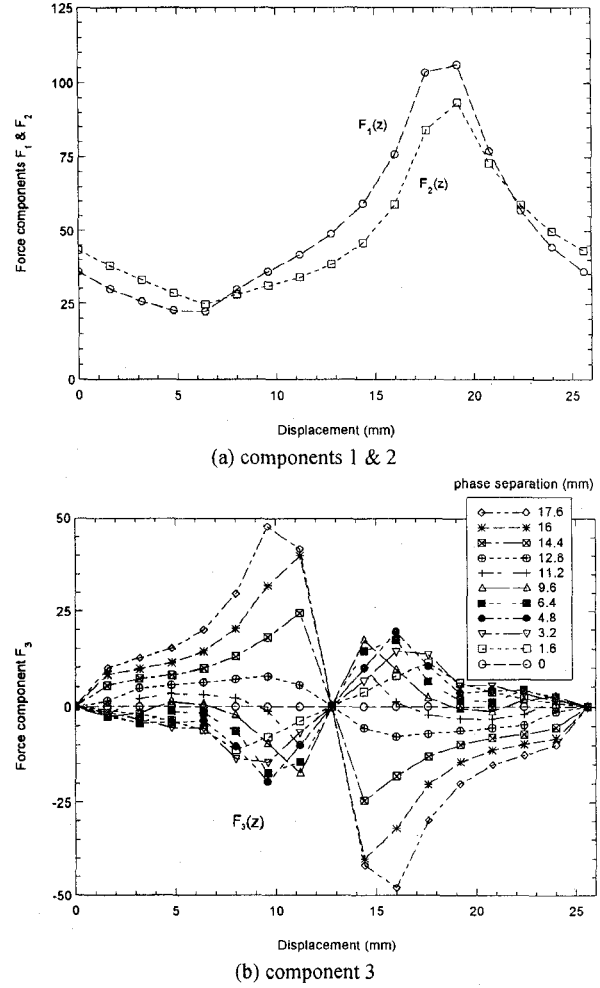 125
100
75
50
25
0
Force components F1 & F2
F1(z)
F2(z)
0 5 10 15 20 25
Displacement (mm)
(a) components 1 & 2
phase separation (mm)
17.6
16
14.4
12.8
11.2
9.6
6.4
4.8
3.2
1.6
0
50
25
0
-25
-50
Force component F3
F3(z)
0 5 10 15 20 25
Displacement (mm)
(b) component 3